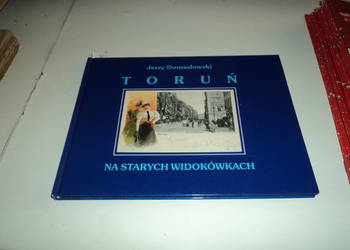 Jerzy Domasłowski
TORUŃ
NA STARYCH WIDOKÓWKACH